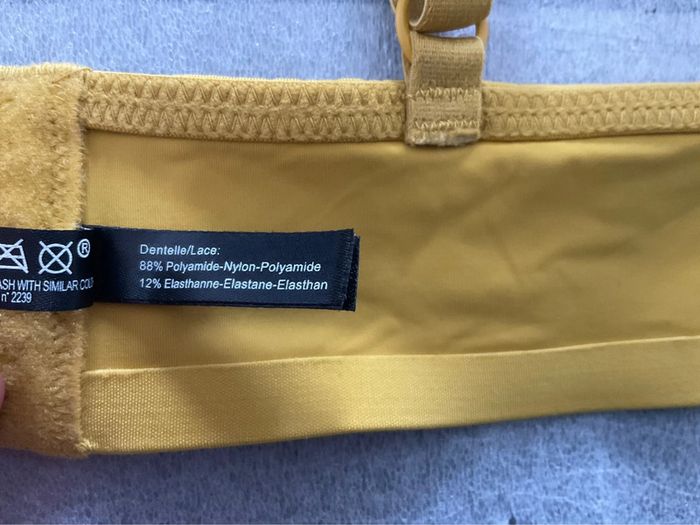 ®
ASH WITH SIMILAR COL
n° 2239
Dentelle/Lace:
88% Polyamide-Nylon-Polyamide
12% Elasthanne-Elastane-Elasthan